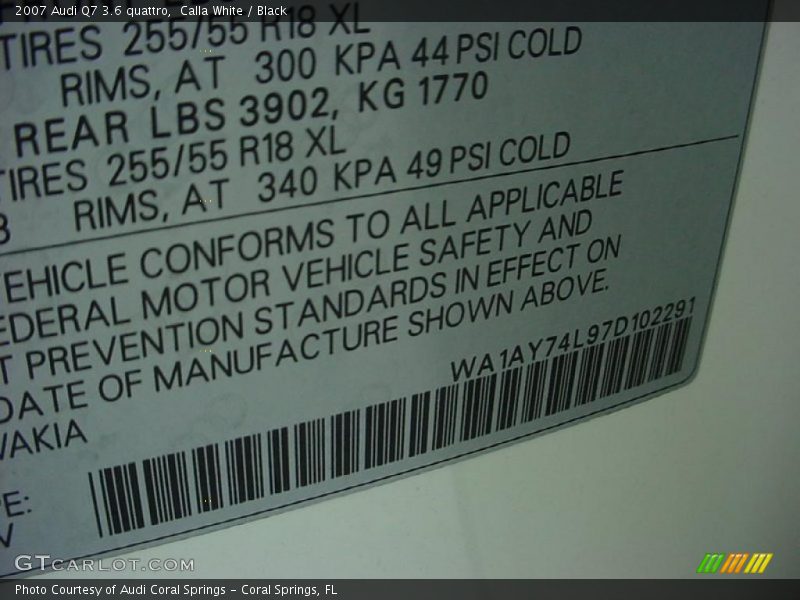 2007 Audi Q7 3.6 quattro, Calla White / Black
TIRES 255/55 R18 XL
RIMS, AT 300 KPA 44 PSI COLD
REAR LBS 3902, KG 1770
TIRES 255/55 R18 XL
RIMS, AT 340 KPA 49 PSI COLD
EHICLE CONFORMS TO ALL APPLICABLE
EDERAL MOTOR VEHICLE SAFETY AND
T PREVENTION STANDARDS IN EFFECT ON
DATE OF MANUFACTURE SHOWN ABOVE.
WA1AY74L97D102291
VAKIA
E:
V
GTCARLOT.COM
Photo Courtesy of Audi Coral Springs – Coral Springs, FL